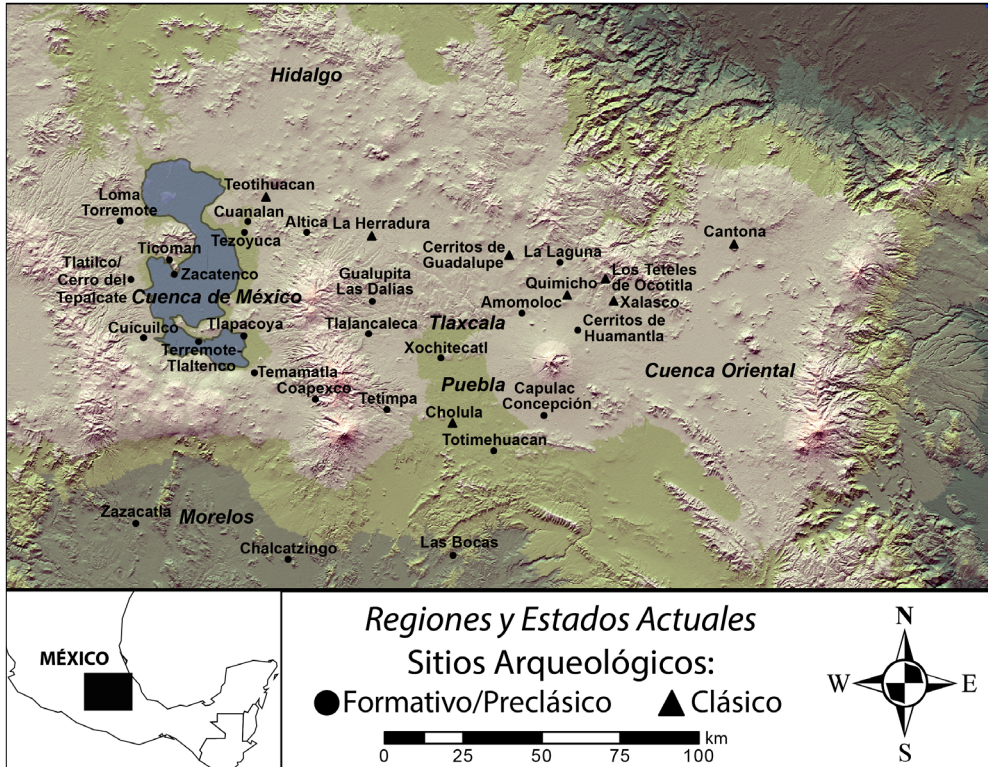 Hidalgo
Teotihuacan
Loma
Torremote
Cuanalan
Altica
La Herradura
Tezoyuca
Cantona
Ticoman
Cerritos de
Guadalupe
La Laguna
Tlatilco/
Cerro del
Tepalcate
Zacatenco
Gualupita
Las Dalias
Quimicho
Los Teteles
de Ocotitla
Cuenca de México
Amomoloc
Xalasco
Cuicuilco
Tlapacoya
Tlalancaleca
Tlaxcala
Cerritos de
Huamantla
Terremote-
Tlaltenco
Xochitecatl
Temamatla
Coapexco
Puebla
Capulac
Concepción
Cuenca Oriental
Tetimpa
Cholula
Totimehuacan
Zazacatla
Morelos
Chalcatzingo
Las Bocas
MÉXICO
Regiones y Estados Actuales
Sitios Arqueológicos:
Formativo/Preclásico
Clásico
0 25 50 75 100 km
N
W E
S